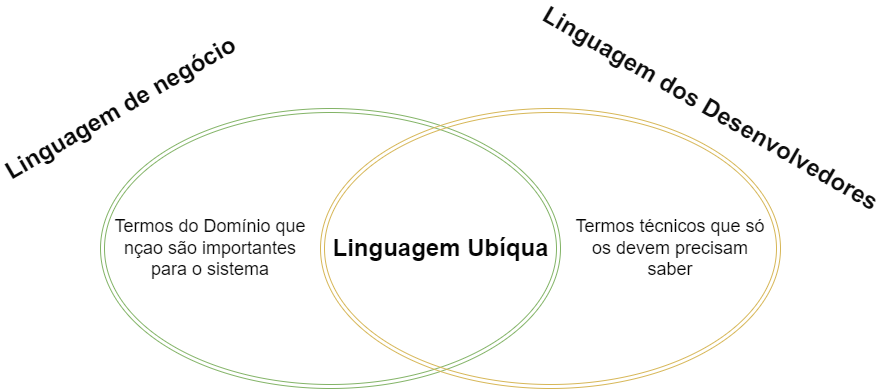 Linguagem de negócio
Linguagem dos Desenvolvedores
Termos do Domínio que
nçao são importantes
para o sistema
Linguagem Ubíqua
Termos técnicos que só
os devem precisam
saber